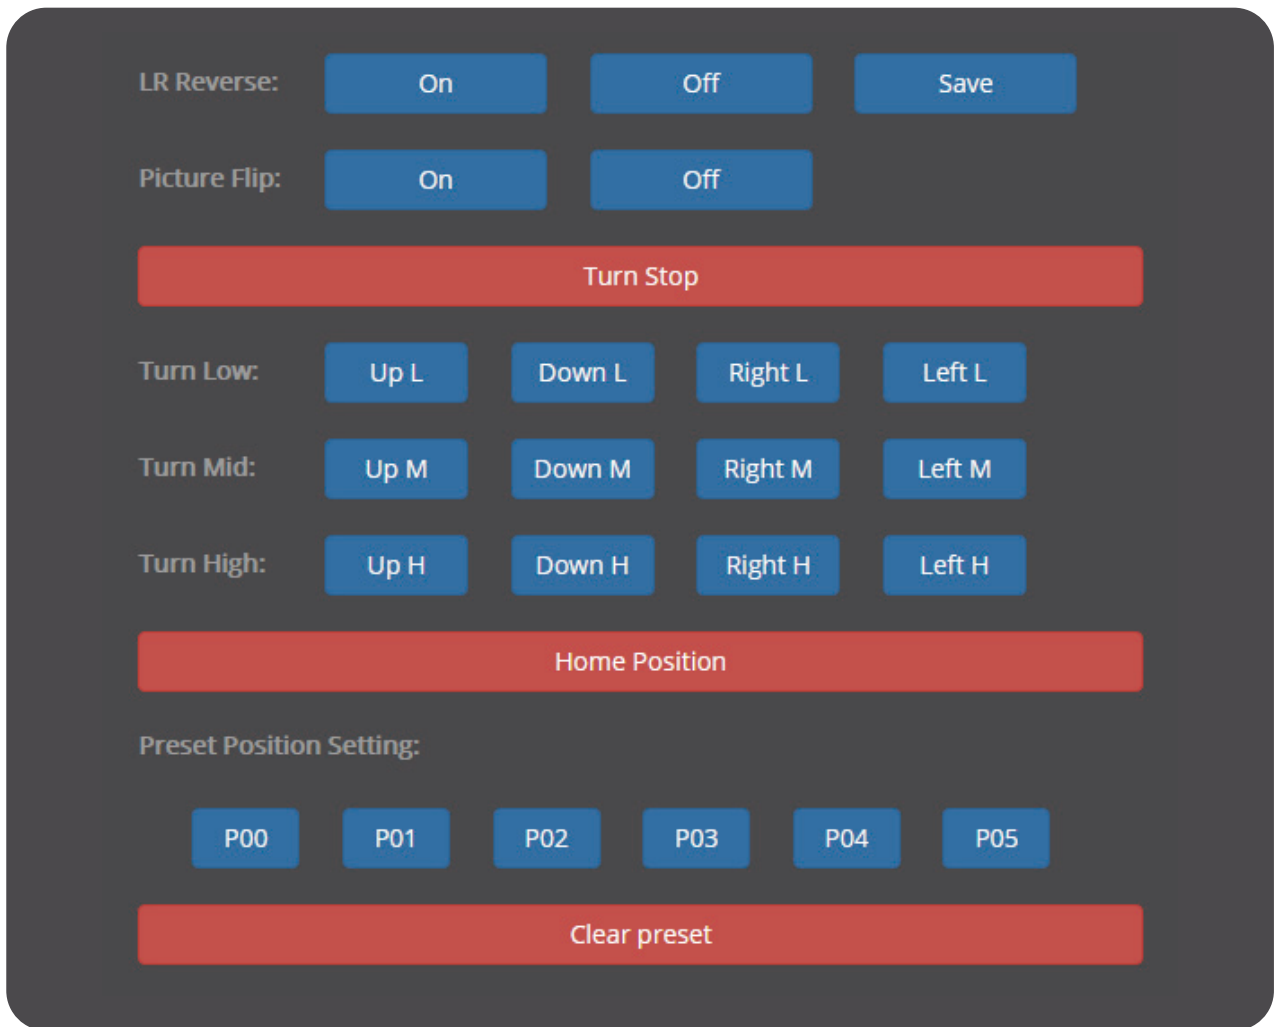 LR Reverse: On Off Save
Picture Flip: On Off
Turn Stop
Turn Low: Up L Down L Right L Left L
Turn Mid: Up M Down M Right M Left M
Turn High: Up H Down H Right H Left H
Home Position
Preset Position Setting:
P00 P01 P02 P03 P04 P05
Clear preset